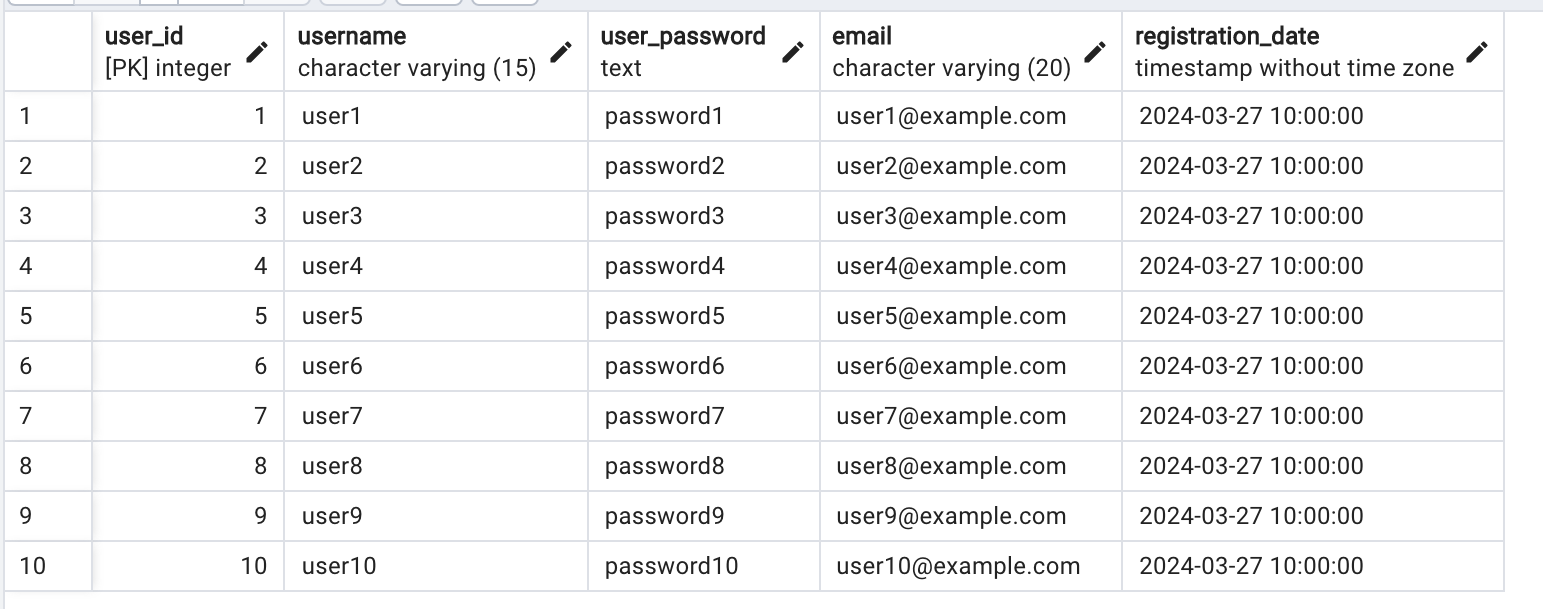 user_id username user_password email registration_date
[PK] integer character varying (15) text character varying (20) timestamp without time zone
1 1 user1 password1 user1@example.com 2024-03-27 10:00:00
2 2 user2 password2 user2@example.com 2024-03-27 10:00:00
3 3 user3 password3 user3@example.com 2024-03-27 10:00:00
4 4 user4 password4 user4@example.com 2024-03-27 10:00:00
5 5 user5 password5 user5@example.com 2024-03-27 10:00:00
6 6 user6 password6 user6@example.com 2024-03-27 10:00:00
7 7 user7 password7 user7@example.com 2024-03-27 10:00:00
8 8 user8 password8 user8@example.com 2024-03-27 10:00:00
9 9 user9 password9 user9@example.com 2024-03-27 10:00:00
10 10 user10 password10 user10@example.com 2024-03-27 10:00:00